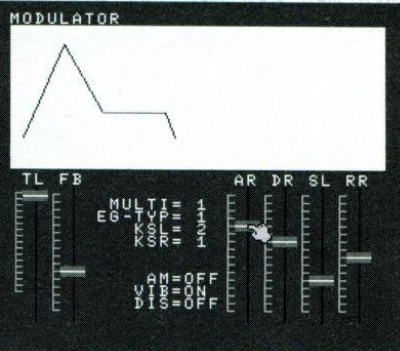 MODULATOR
TL FB AR DR SL RR
MULTI= 1
EG-TYP= 1
KSL= 2
KSR= 1
AM=OFF
VIB=ON
DIS=OFF